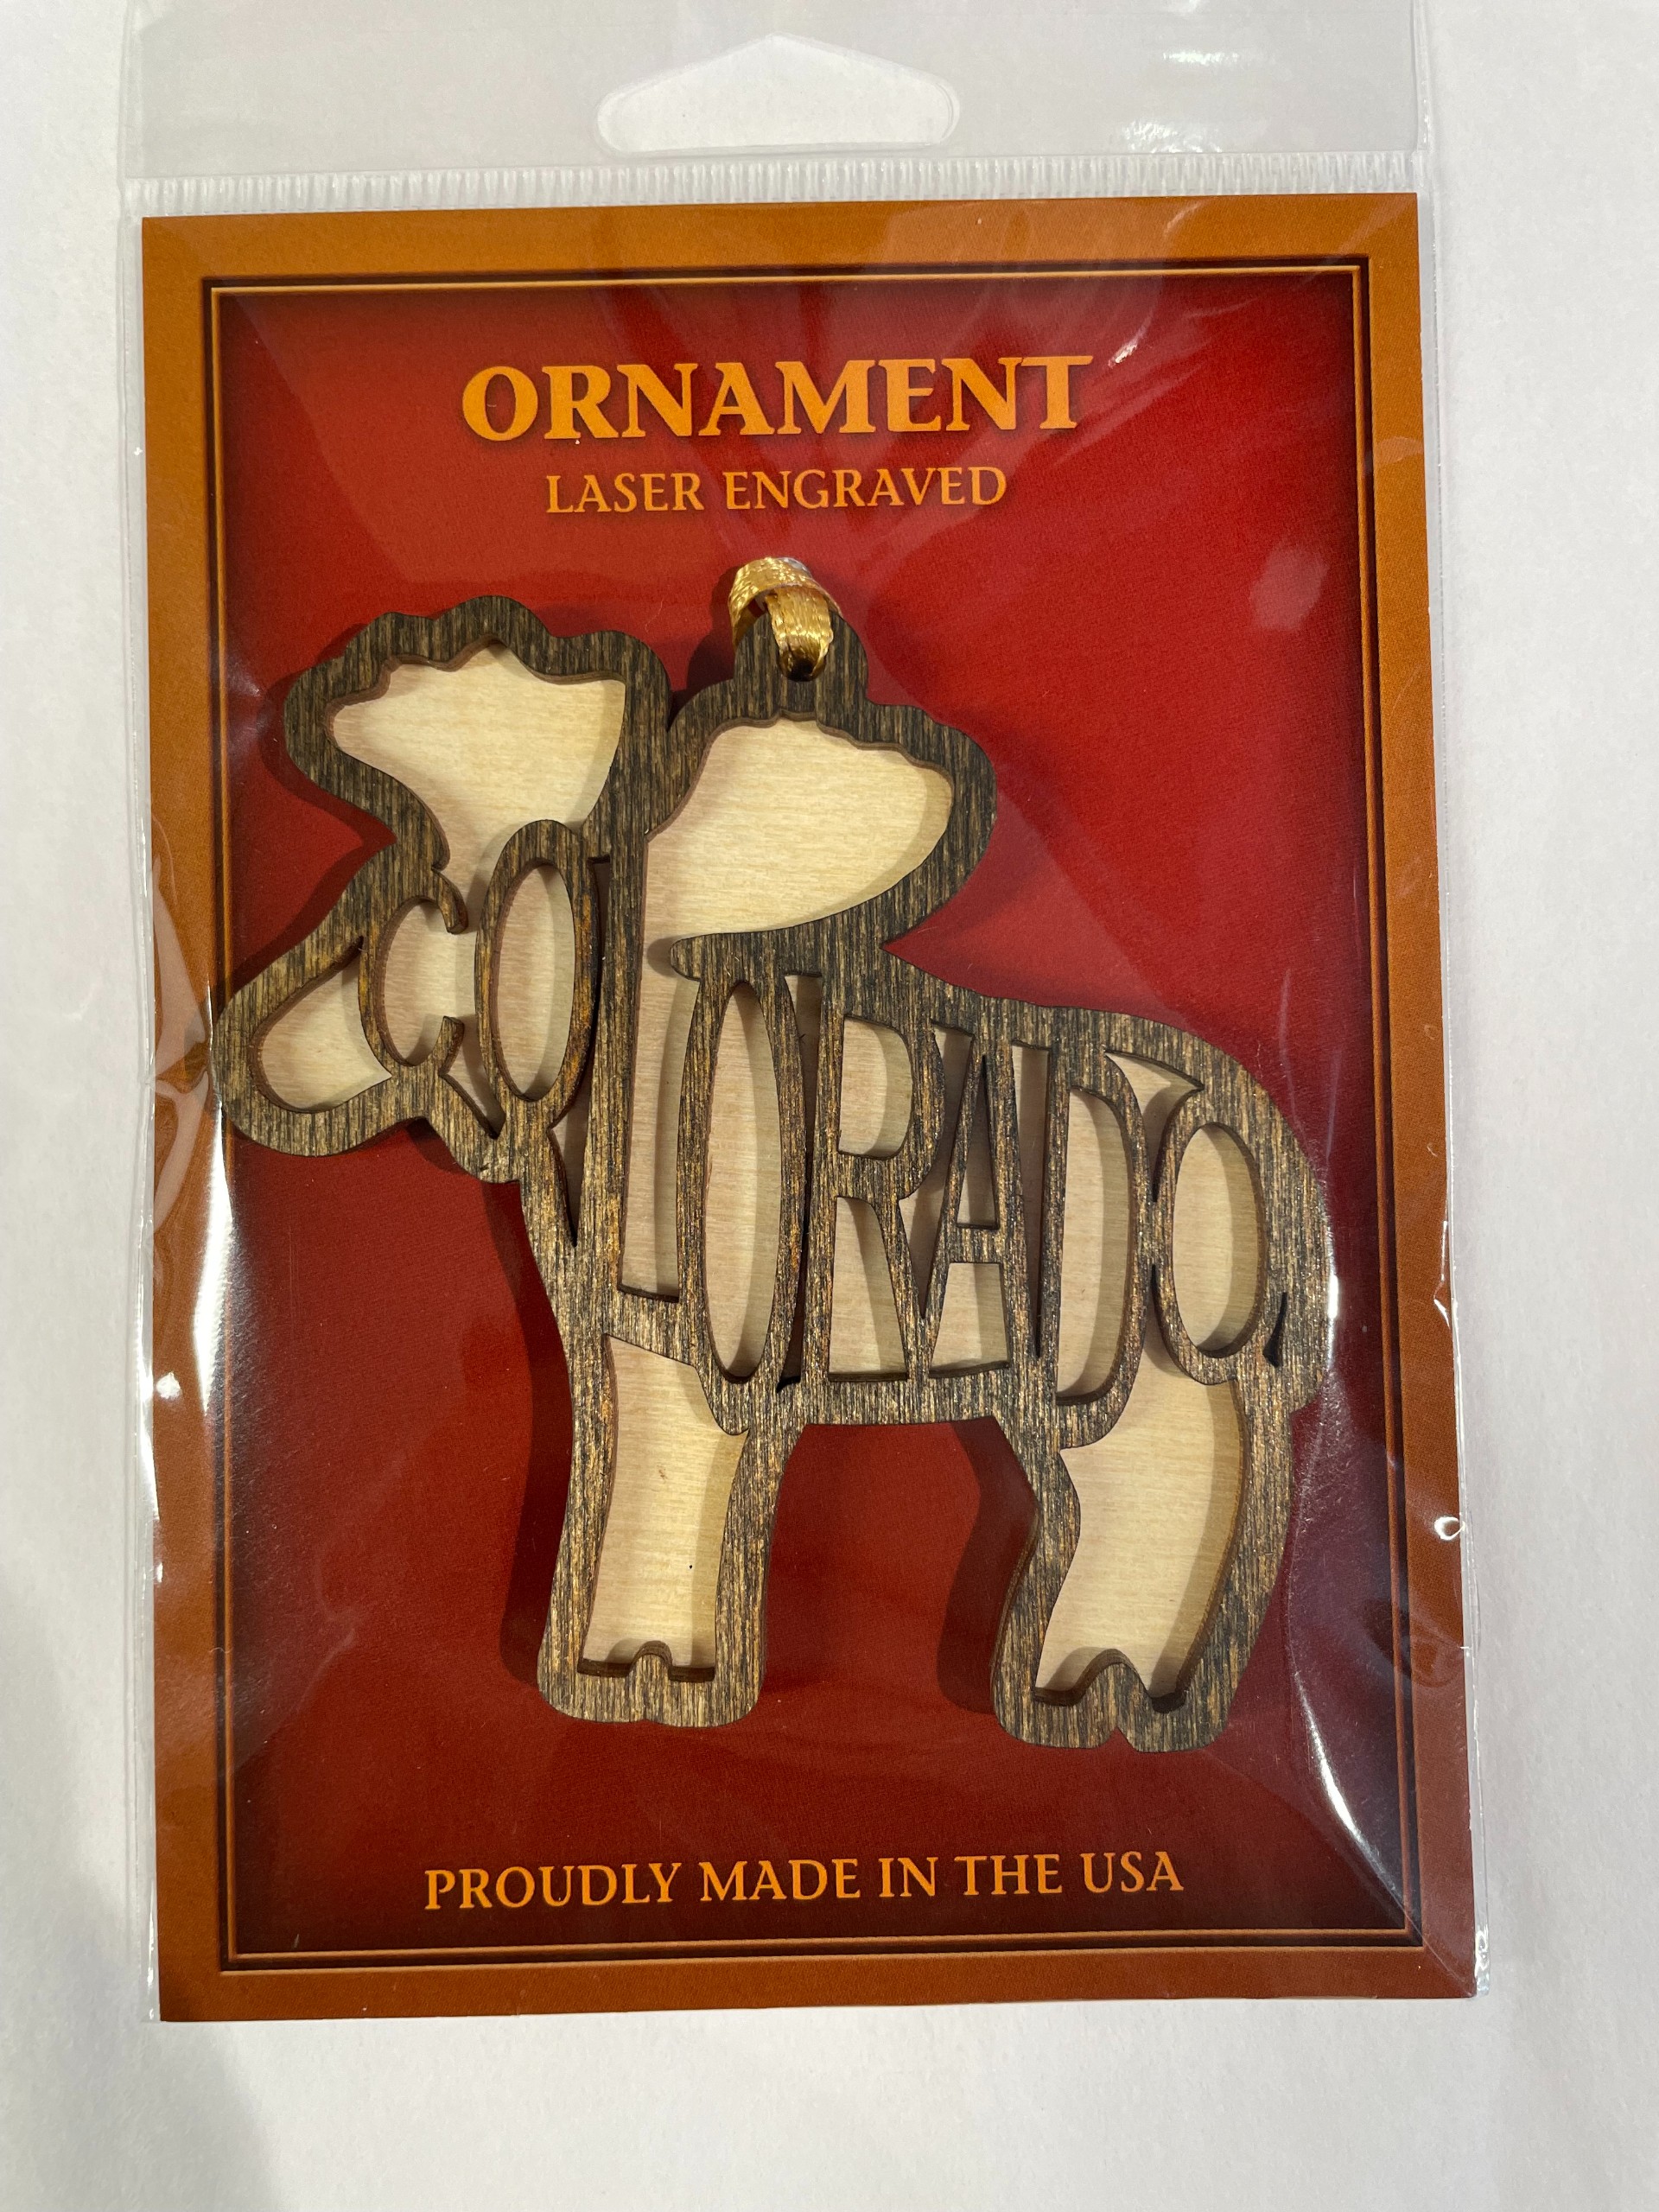 ORNAMENT
LASER ENGRAVED
COLORADO
PROUDLY MADE IN THE USA